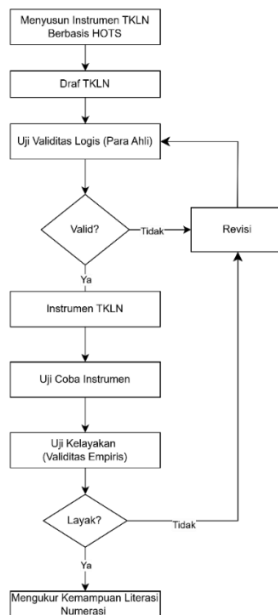 Menyusun Instrumen TKLN
Berbasis HOTS
Draf TKLN
Uji Validitas Logis (Para Ahli)
Valid?
Tidak
Revisi
Ya
Instrumen TKLN
Uji Coba Instrumen
Uji Kelayakan
(Validitas Empiris)
Layak?
Tidak
Ya
Mengukur Kemampuan Literasi
Numerasi